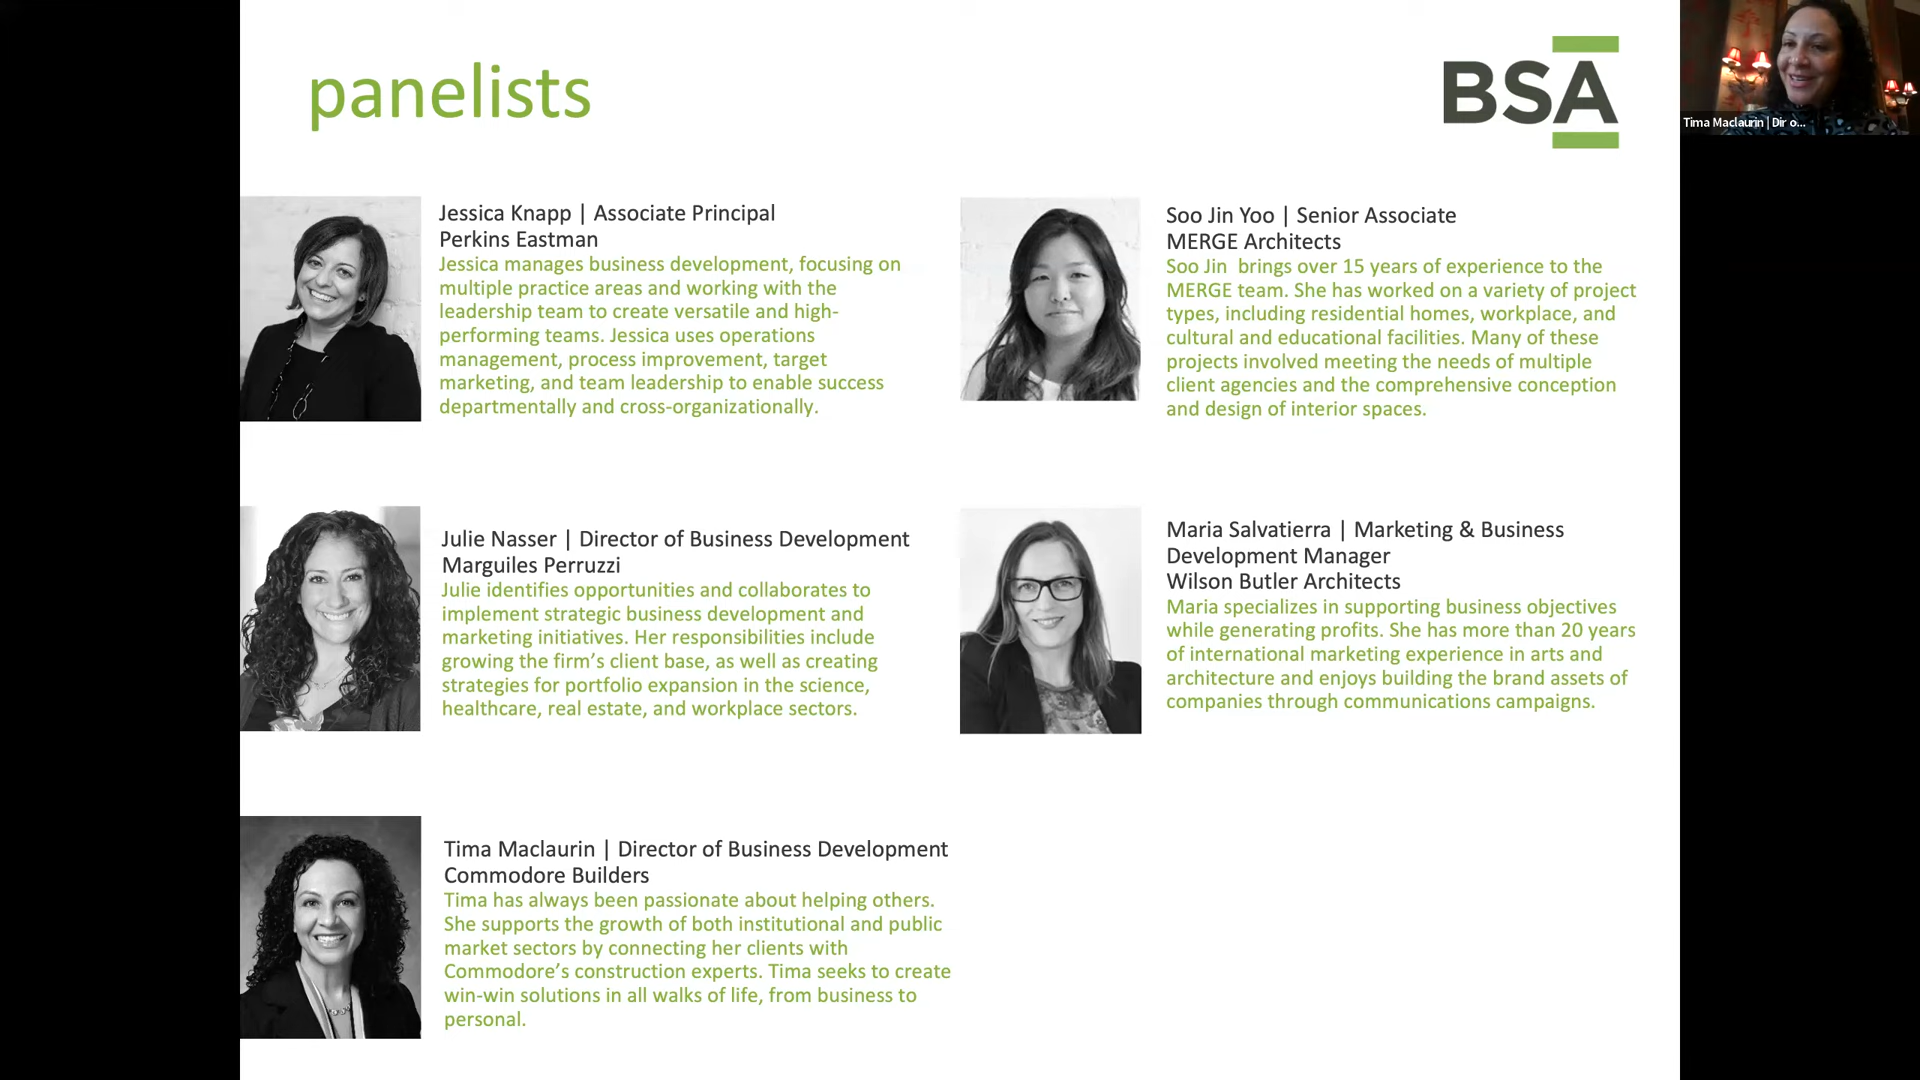 panelists
BSA
Tima Maclaurin | Dir o...
Jessica Knapp | Associate Principal
Perkins Eastman
Jessica manages business development, focusing on
multiple practice areas and working with the
leadership team to create versatile and high-
performing teams. Jessica uses operations
management, process improvement, target
marketing, and team leadership to enable success
departmentally and cross-organizationally.
Soo Jin Yoo | Senior Associate
MERGE Architects
Soo Jin  brings over 15 years of experience to the
MERGE team. She has worked on a variety of project
types, including residential homes, workplace, and
cultural and educational facilities. Many of these
projects involved meeting the needs of multiple
client agencies and the comprehensive conception
and design of interior spaces.
Julie Nasser | Director of Business Development
Marguiles Perruzzi
Julie identifies opportunities and collaborates to
implement strategic business development and
marketing initiatives. Her responsibilities include
growing the firm's client base, as well as creating
strategies for portfolio expansion in the science,
healthcare, real estate, and workplace sectors.
Maria Salvatierra | Marketing & Business
Development Manager
Wilson Butler Architects
Maria specializes in supporting business objectives
while generating profits. She has more than 20 years
of international marketing experience in arts and
architecture and enjoys building the brand assets of
companies through communications campaigns.
Tima Maclaurin | Director of Business Development
Commodore Builders
Tima has always been passionate about helping others.
She supports the growth of both institutional and public
market sectors by connecting her clients with
Commodore's construction experts. Tima seeks to create
win-win solutions in all walks of life, from business to
personal.